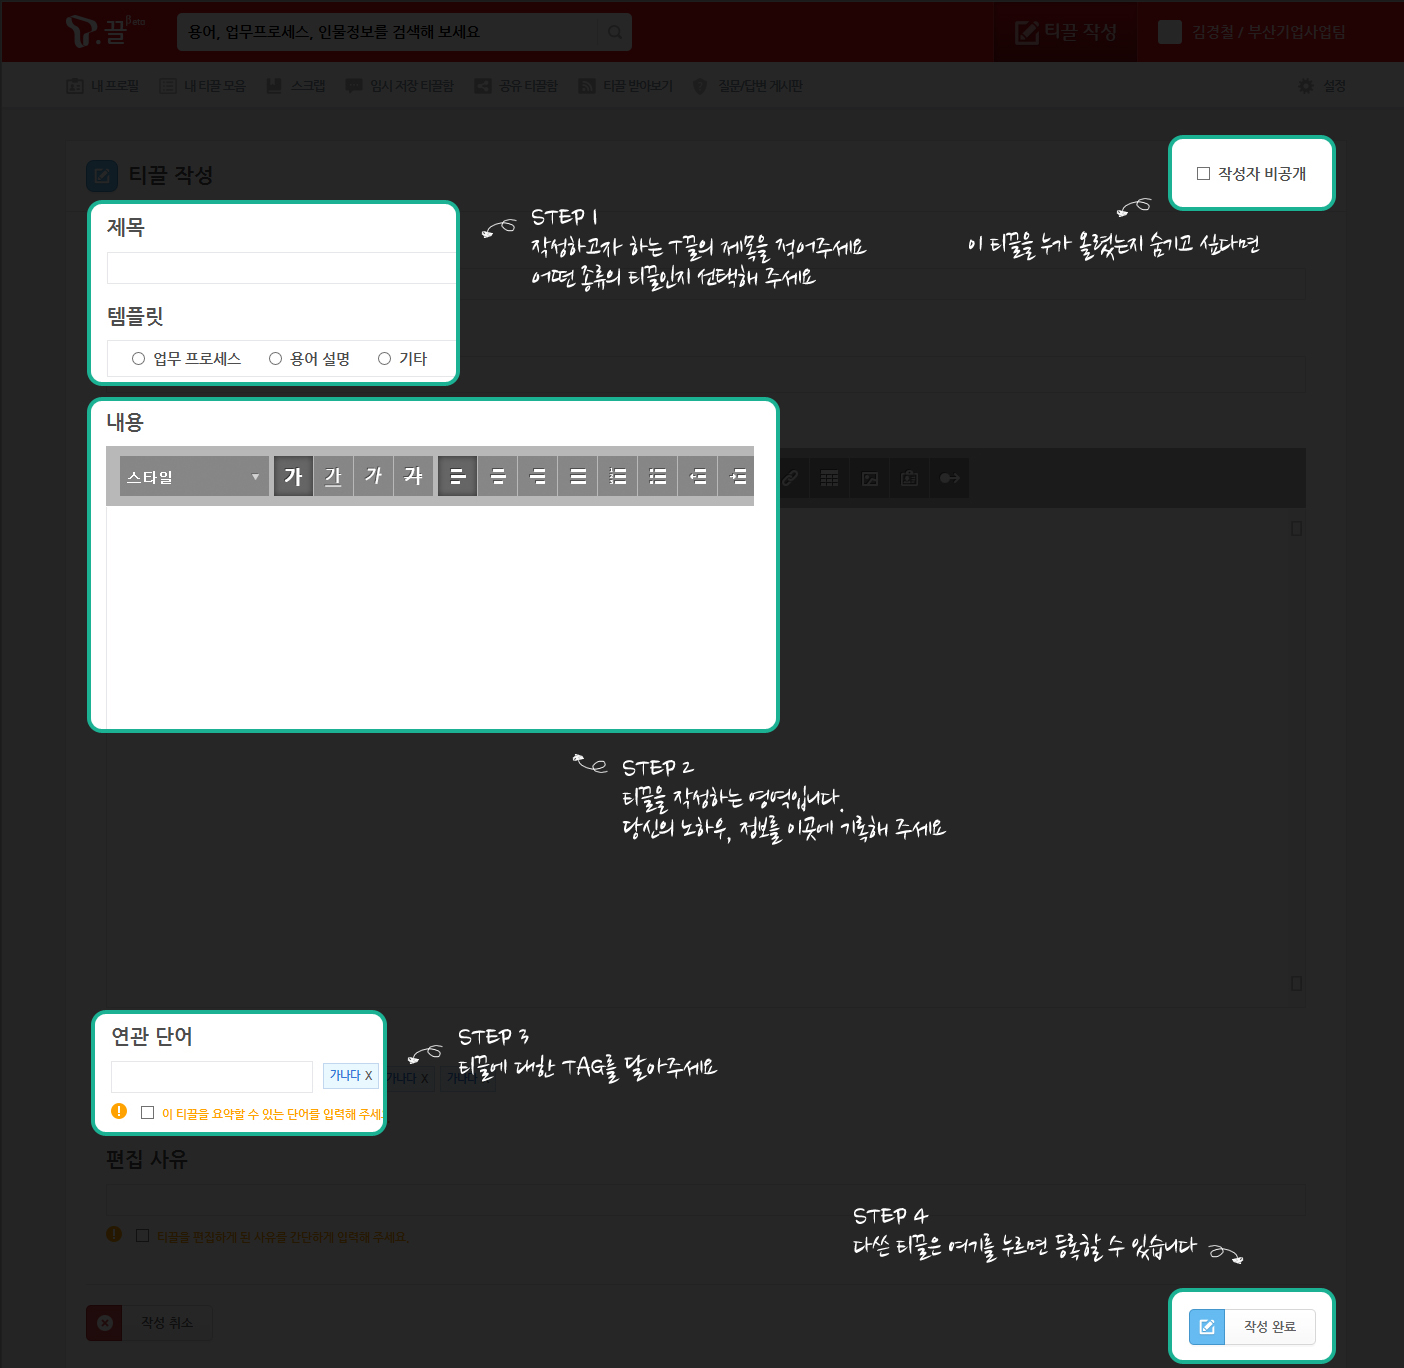 .끌 βeta
용어, 업무프로세스, 인물정보를 검색해 보세요
티끌 작성
김경철 / 부산기업사업팀
내 프로필
내 티끌 모음
스크랩
임시 저장 티끌함
공유 티끌함
티끌 받아보기
질문/답변 게시판
설정
티끌 작성
작성자 비공개
이 티끌을 누가 올렸는지 숨기고 싶다면
제목
STEP 1
작성하고자 하는 T끌의 제목을 적어주세요
어떤 종류의 티끌인지 선택해 주세요
템플릿
업무 프로세스
용어 설명
기타
내용
스타일
가 가 가 가
STEP 2
티끌을 작성하는 영역입니다.
당신의 노하우, 정보를 이곳에 기록해 주세요
연관 단어
가나다 X
가나다 X
가나다
이 티끌을 요약할 수 있는 단어를 입력해 주세
STEP 3
티끌에 대한 TAG를 달아주세요
편집 사유
티끌을 편집하게 된 사유를 간단하게 입력해 주세요.
STEP 4
다쓴 티끌은 여기를 누르면 등록할 수 있습니다
작성 취소
작성 완료